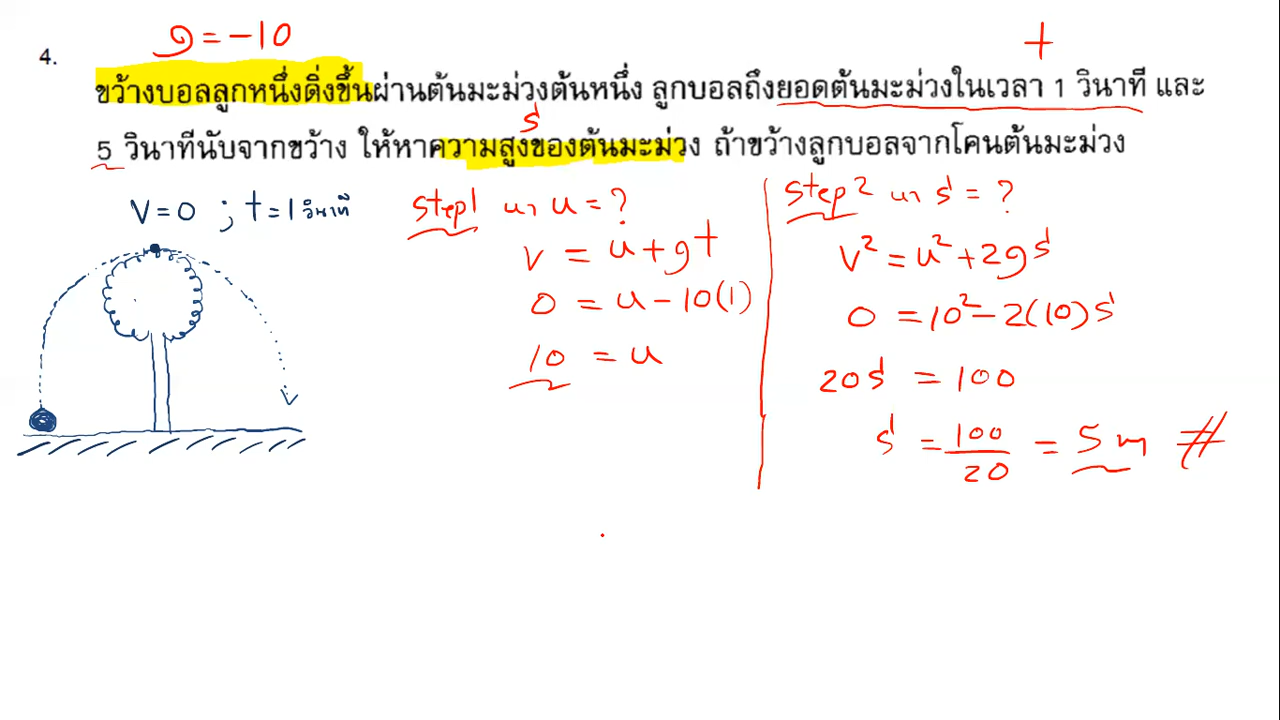 g = -10
t
4.
ขว้างบอลลูกหนึ่งดิ่งขึ้นผ่านต้นมะม่วงต้นหนึ่ง ลูกบอลถึงยอดต้นมะม่วงในเวลา 1 วินาที และ
s
5 วินาทีนับจากขว้าง ให้หาความสูงของต้นมะม่วง ถ้าขว้างลูกบอลจากโคนต้นมะม่วง
v = 0 ; t = 1 วินาที
Step1 หา u = ?
v = u + gt
0 = u - 10(1)
10 = u
Step2 หา s = ?
v² = u² + 2gs
0 = 10² - 2(10)s
20s = 100
s = 100/20 = 5 m #